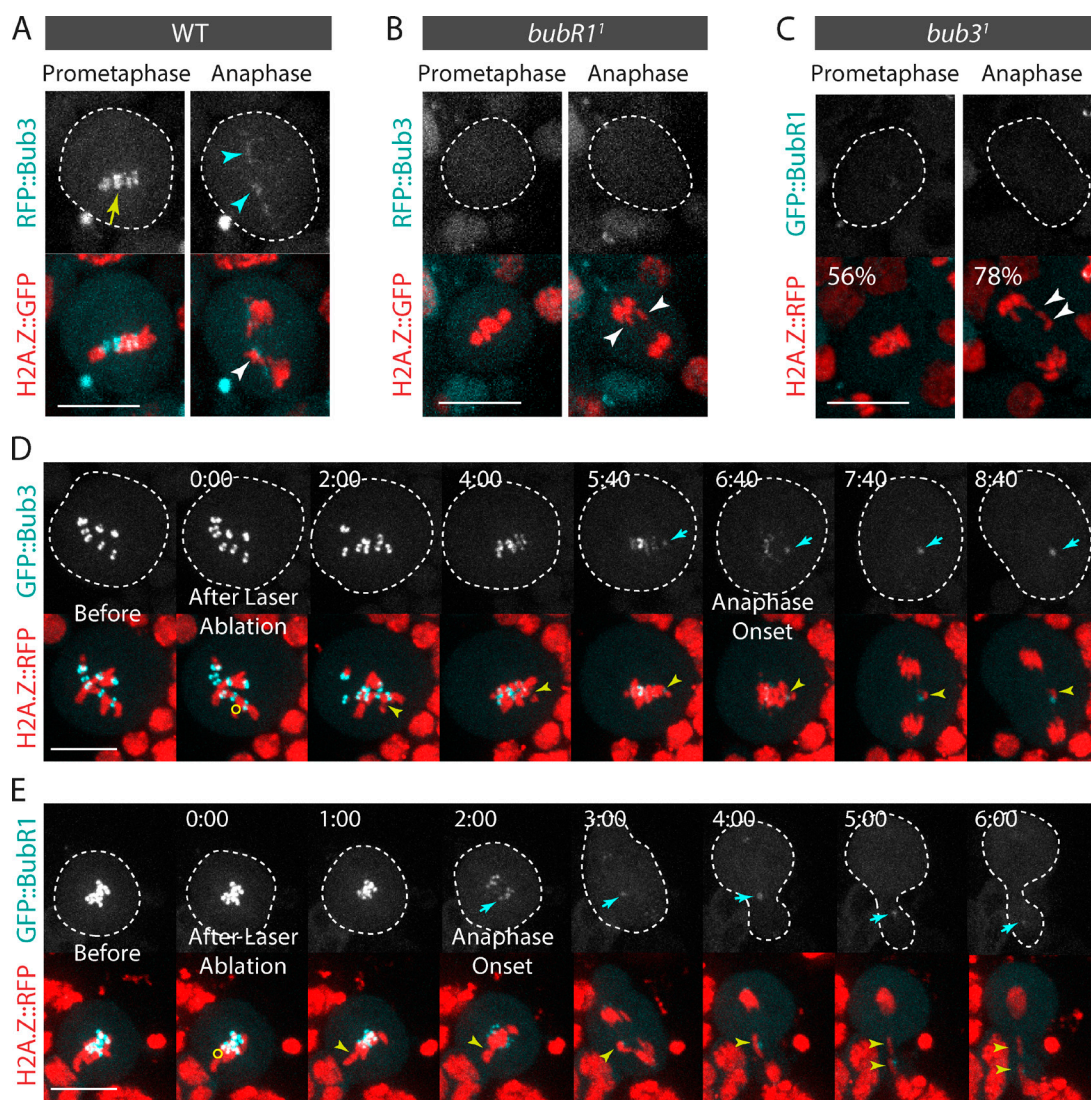 A
WT
Prometaphase Anaphase
RFP::Bub3
H2A.Z::GFP
B
bubR1¹
Prometaphase Anaphase
RFP::Bub3
H2A.Z::GFP
C
bub3¹
Prometaphase Anaphase
GFP::BubR1
H2A.Z::RFP
56% 78%
D
GFP::Bub3
0:00 2:00 4:00 5:40 6:40 7:40 8:40
Before
After Laser
Ablation
Anaphase
Onset
H2A.Z::RFP
E
GFP::BubR1
0:00 1:00 2:00 3:00 4:00 5:00 6:00
Before
After Laser
Ablation
Anaphase
Onset
H2A.Z::RFP